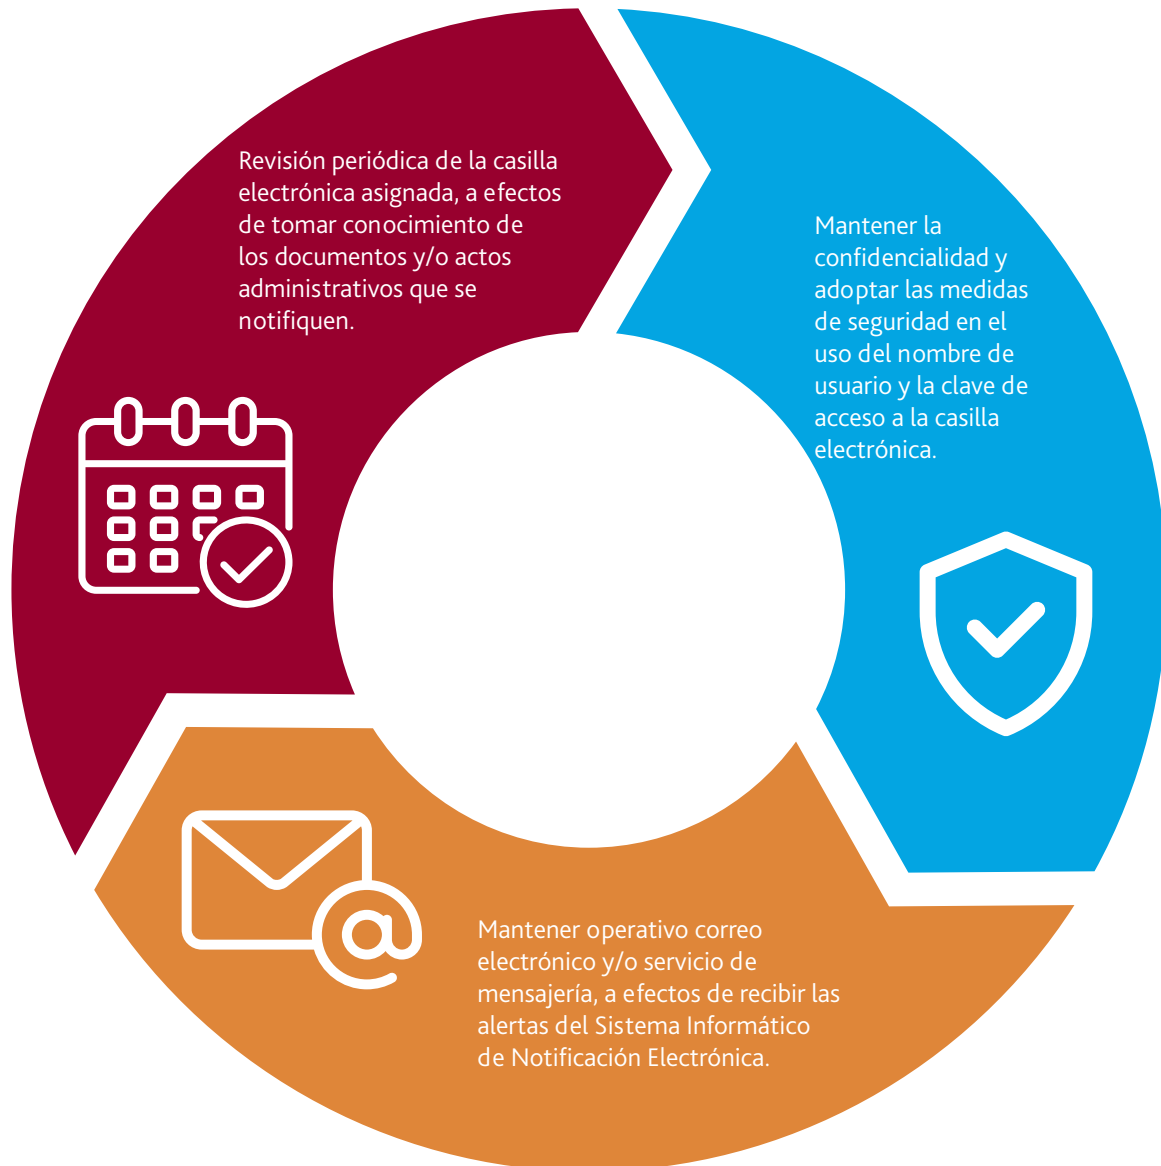 Revisión periódica de la casilla
electrónica asignada, a efectos
de tomar conocimiento de
los documentos y/o actos
administrativos que se
notifiquen.
Mantener la
confidencialidad y
adoptar las medidas
de seguridad en el
uso del nombre de
usuario y la clave de
acceso a la casilla
electrónica.
Mantener operativo correo
electrónico y/o servicio de
mensajería, a efectos de recibir las
alertas del Sistema Informático
de Notificación Electrónica.